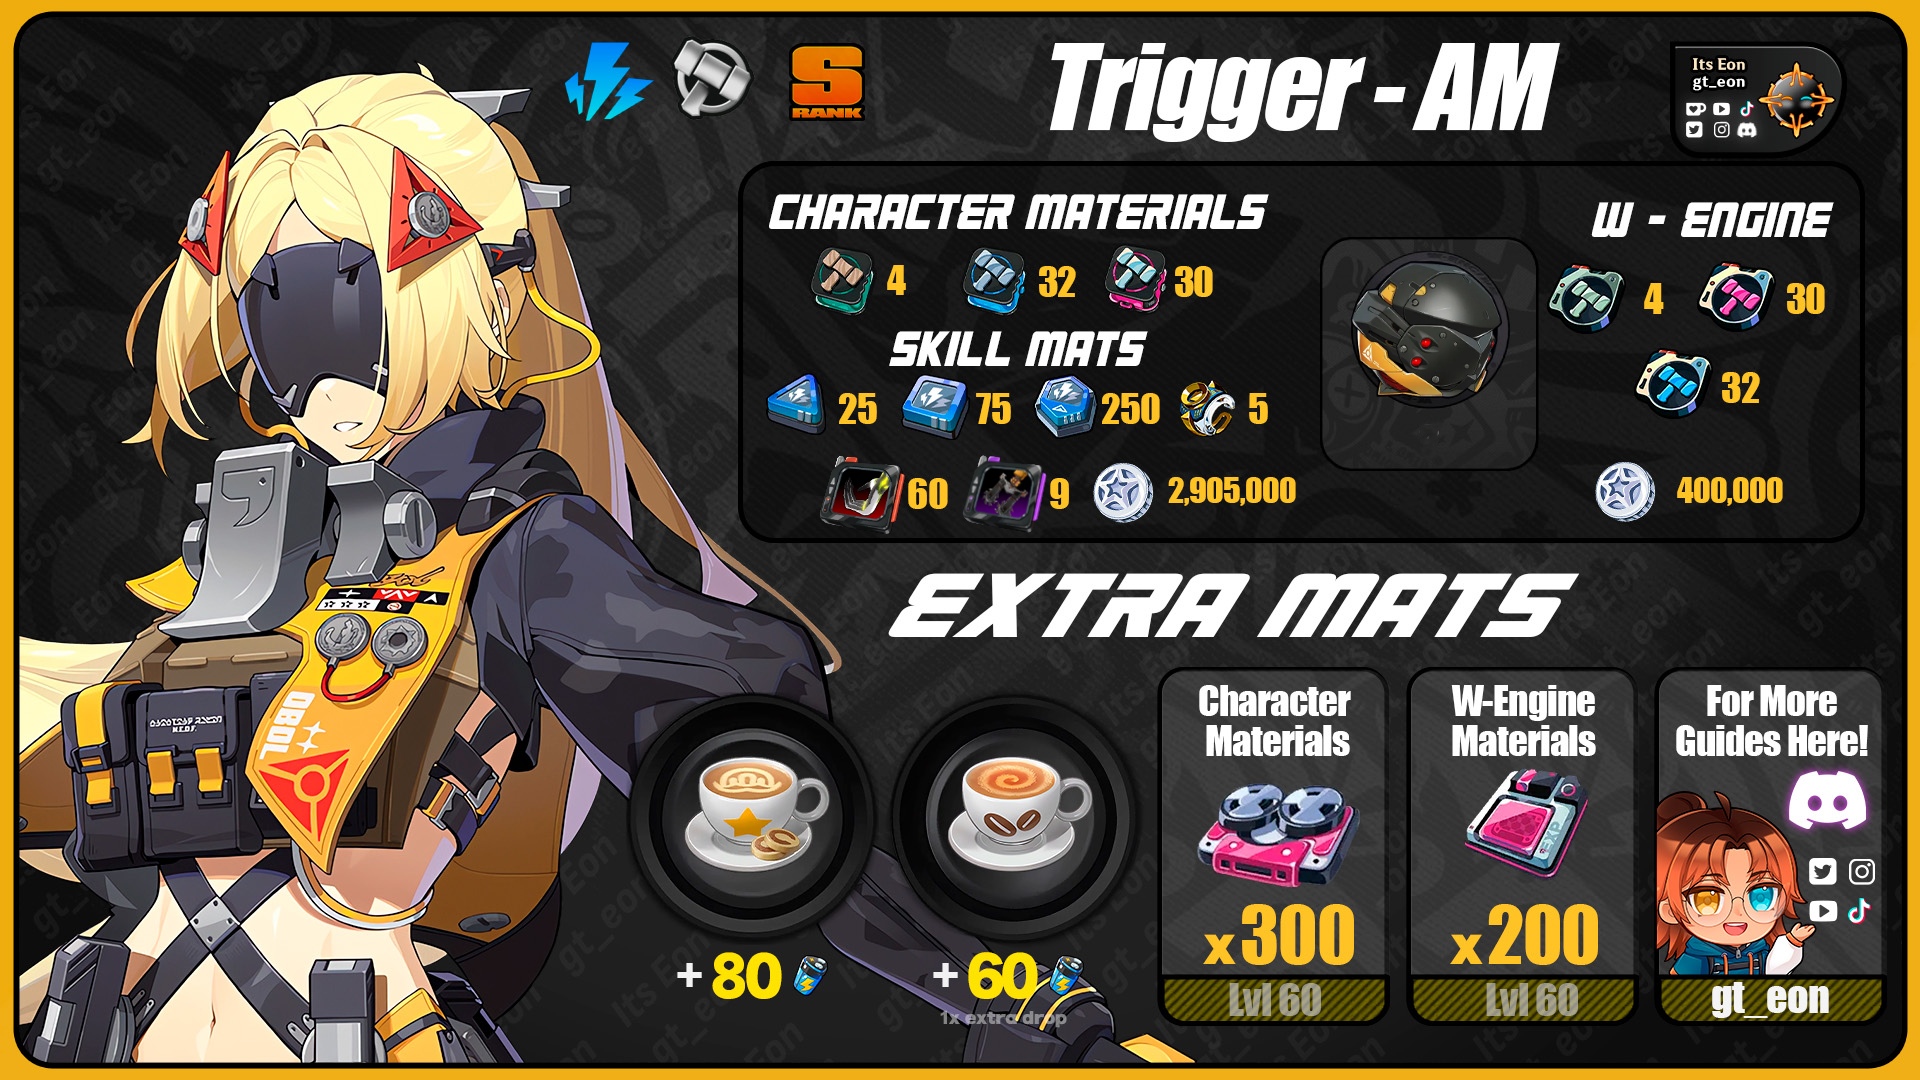 S
RANK
Trigger - AM
Its Eon
gt_eon
CHARACTER MATERIALS
4
32
30
SKILL MATS
25
75
250
5
60
9
2,905,000
W - ENGINE
4
30
32
400,000
EXTRA MATS
OBOL
N.E.D.F.
+80
+60
1x extra drop
Character
Materials
x300
Lvl 60
W-Engine
Materials
x200
Lvl 60
For More
Guides Here!
gt_eon